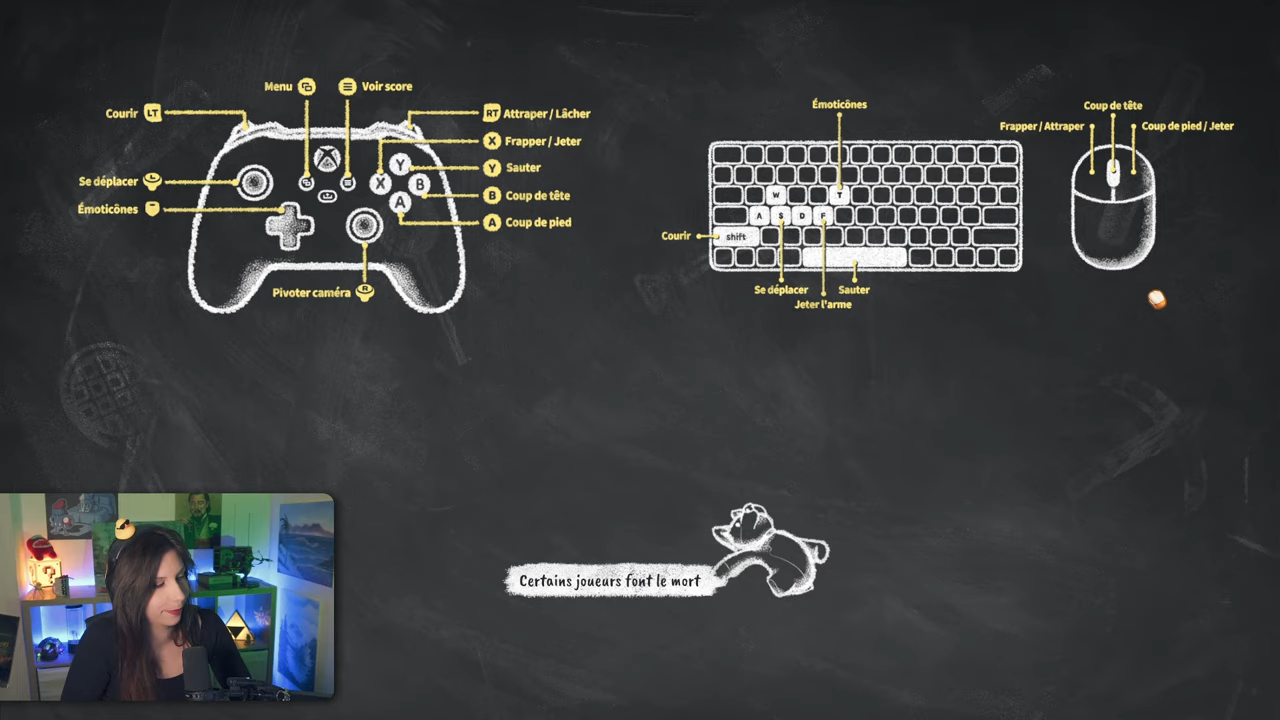 Menu
Voir score
Courir LT
RT Attraper / Lâcher
X Frapper / Jeter
Y Sauter
B Coup de tête
A Coup de pied
Se déplacer
Émoticônes
Y
X
B
A
Pivoter caméra R
Émoticônes
W
A S D F
shift
Courir
Se déplacer
Sauter
Jeter l'arme
Coup de tête
Frapper / Attraper
Coup de pied / Jeter
Certains joueurs font le mort